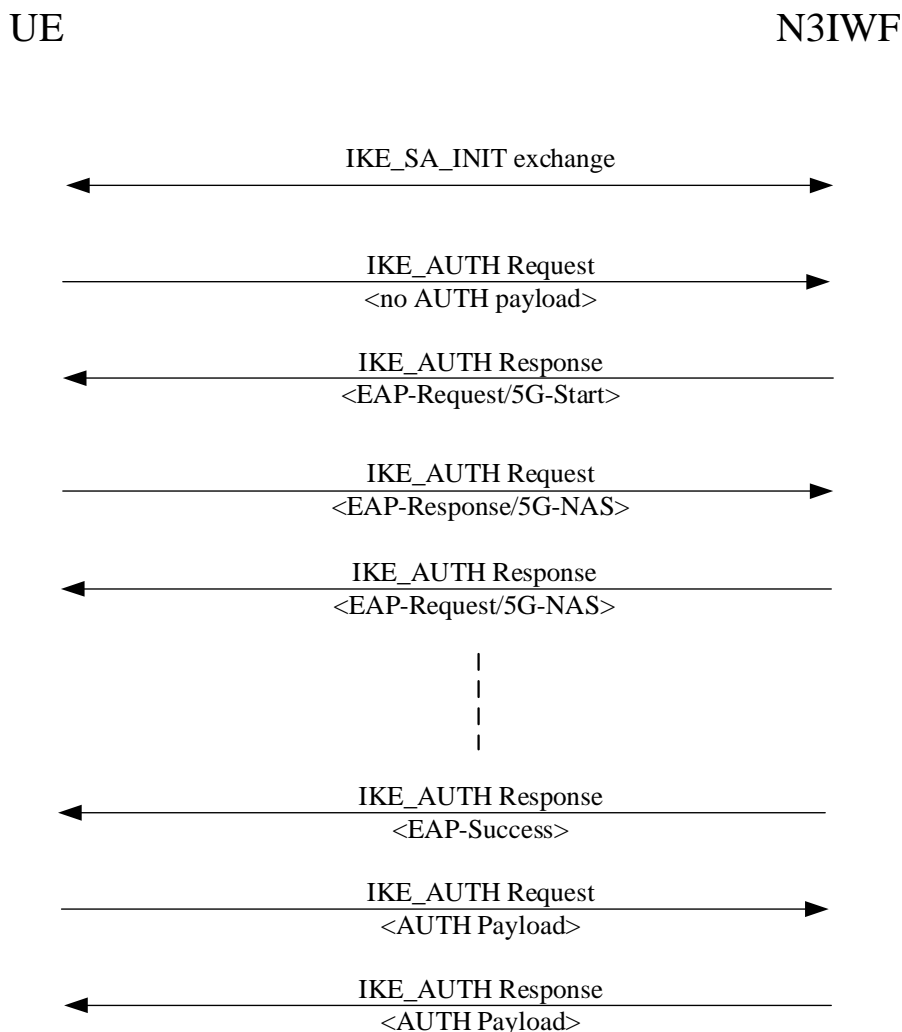 UE N3IWF
IKE_SA_INIT exchange
IKE_AUTH Request
<no AUTH payload>
IKE_AUTH Response
<EAP-Request/5G-Start>
IKE_AUTH Request
<EAP-Response/5G-NAS>
IKE_AUTH Response
<EAP-Request/5G-NAS>
IKE_AUTH Response
<EAP-Success>
IKE_AUTH Request
<AUTH Payload>
IKE_AUTH Response
<AUTH Payload>